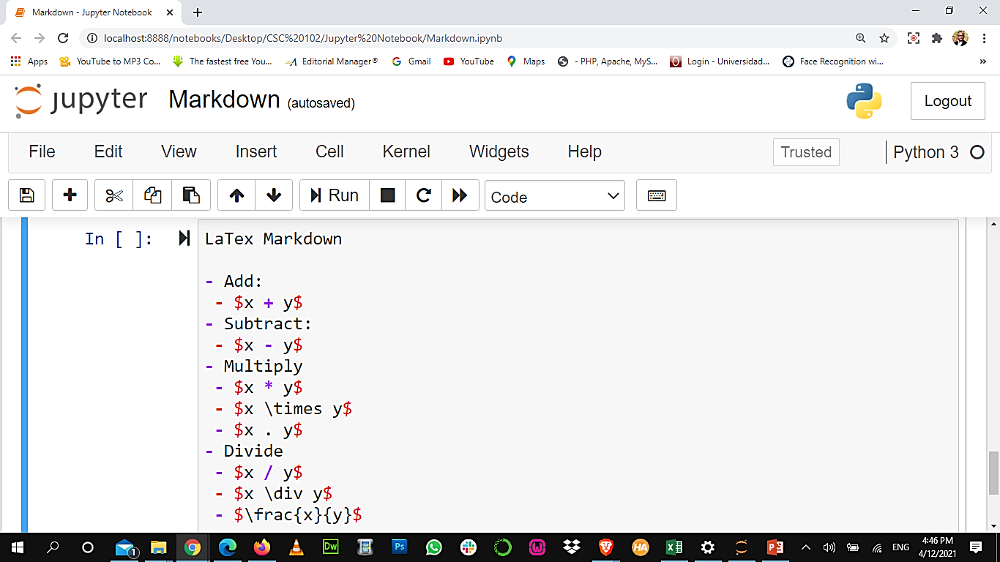 Markdown - Jupyter Notebook
localhost:8888/notebooks/Desktop/CSC%20102/Jupyter%20Notebook/Markdown.ipynb
Apps YouTube to MP3 Co... The fastest free You... Editorial Manager® Gmail YouTube Maps - PHP, Apache, MyS... Login - Universidad... Face Recognition wi... »
jupyter Markdown (autosaved) Logout
File Edit View Insert Cell Kernel Widgets Help Trusted Python 3
Run Code
In [ ]: LaTex Markdown
- Add:
- $x + y$
- Subtract:
- $x - y$
- Multiply
- $x * y$
- $x \times y$
- $x . y$
- Divide
- $x / y$
- $x \div y$
- $\frac{x}{y}$
1 Dw Ps HA ENG 4:46 PM
4/12/2021